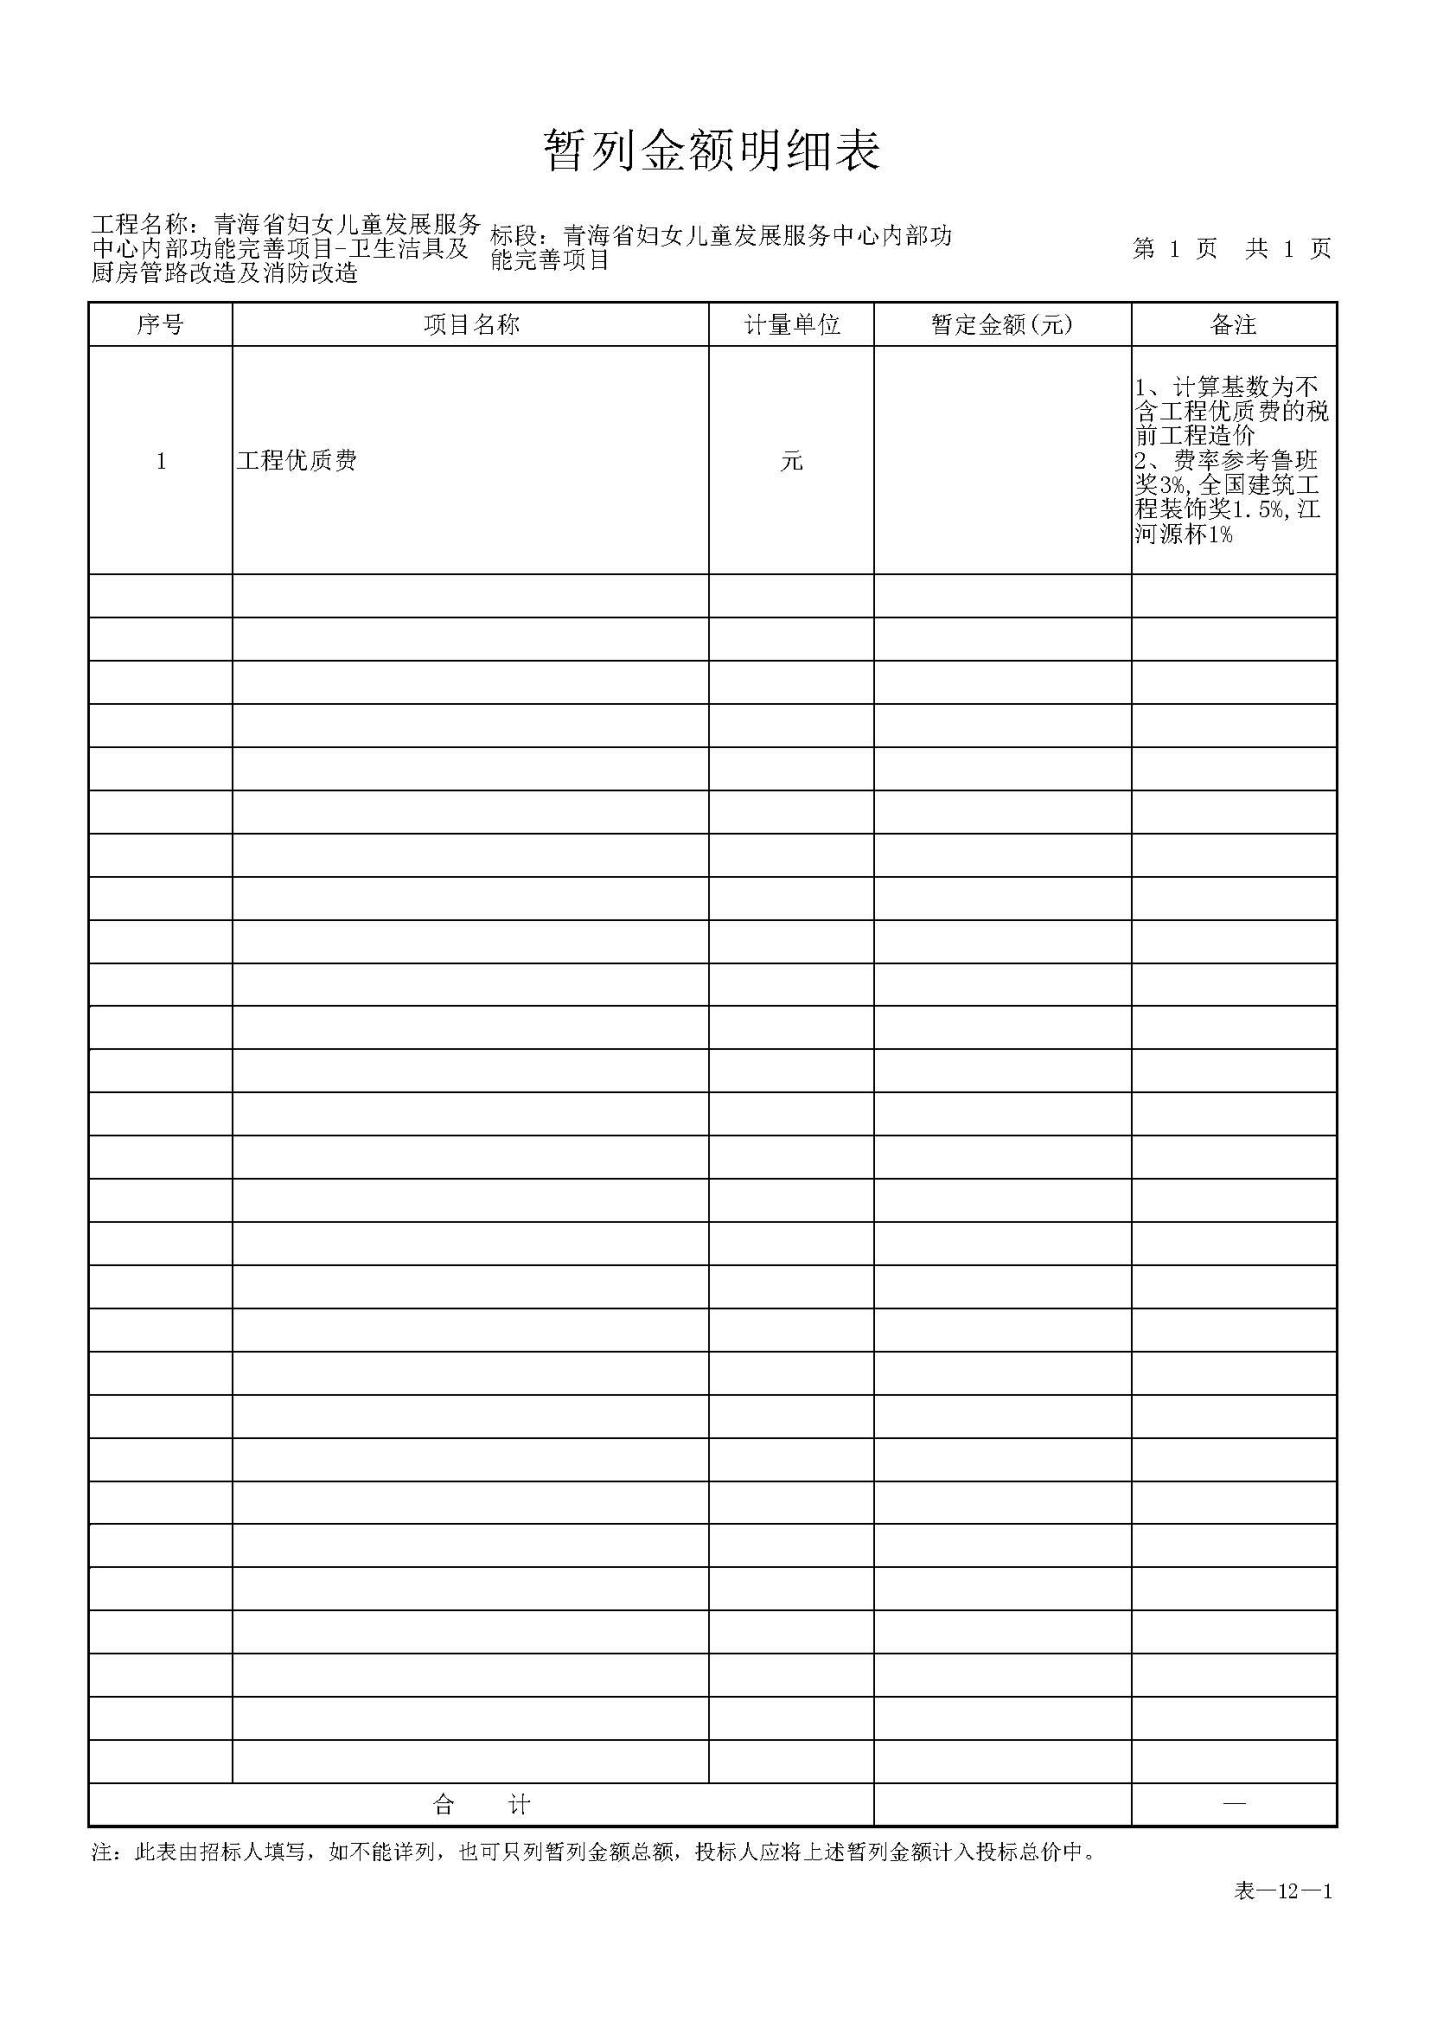 暂列金额明细表
工程名称：青海省妇女儿童发展服务
中心内部功能完善项目-卫生洁具及
厨房管路改造及消防改造
标段：青海省妇女儿童发展服务中心内部功
能完善项目
第 1 页 共 1 页
序号 项目名称 计量单位 暂定金额(元) 备注
1 工程优质费 元
1、计算基数为不
含工程优质费的税
前工程造价
2、费率参考鲁班
奖3%,全国建筑工
程装饰奖1.5%,江
河源杯1%
合 计 —
注：此表由招标人填写，如不能详列，也可只列暂列金额总额，投标人应将上述暂列金额计入投标总价中。
表—12—1